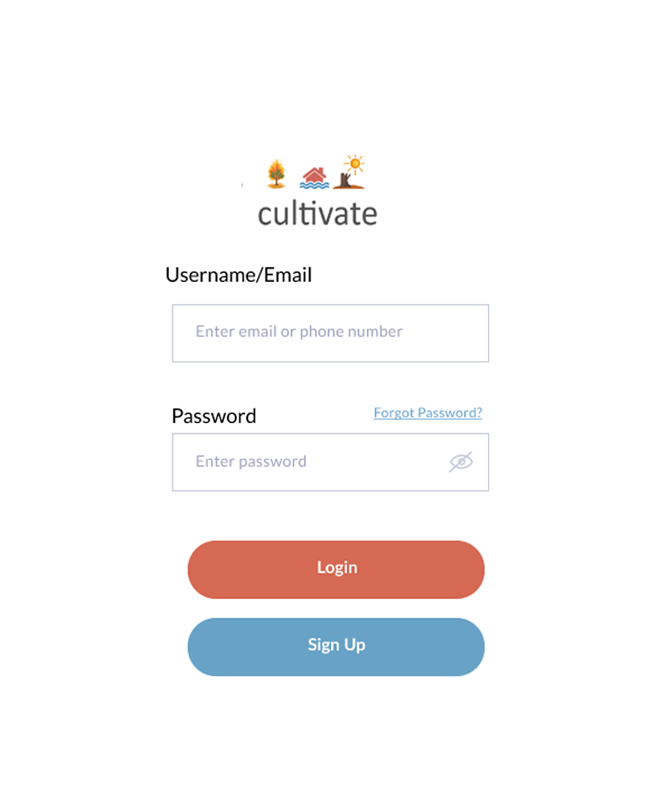 cultivate
Username/Email
Enter email or phone number
Password
Forgot Password?
Enter password
Login
Sign Up